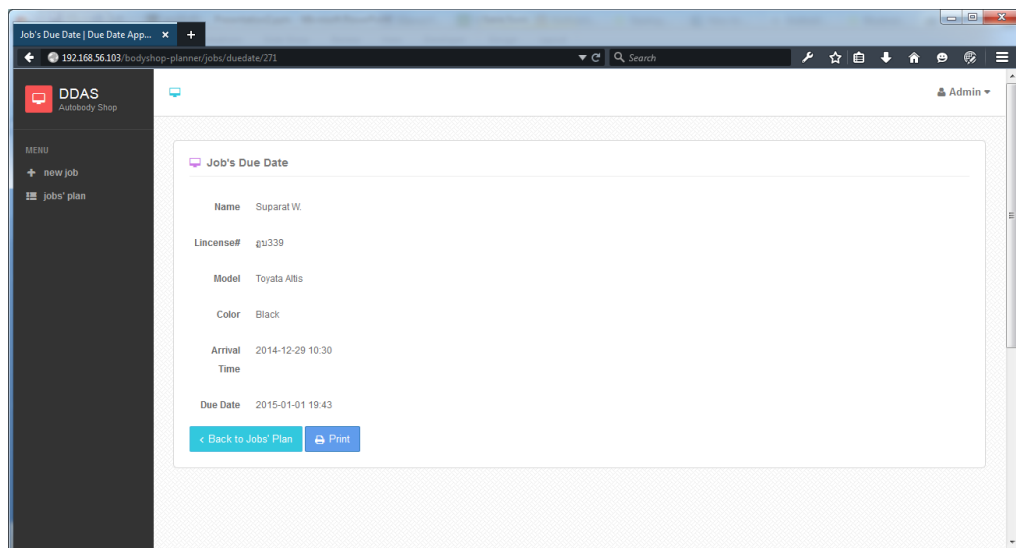 Job's Due Date | Due Date App...
192.168.56.103/bodyshop-planner/jobs/duedate/271
Search
DDAS
Autobody Shop
Admin
MENU
new job
jobs' plan
Job's Due Date
Name Suparat W.
Lincense# ฎบ339
Model Toyata Altis
Color Black
Arrival Time 2014-12-29 10:30
Due Date 2015-01-01 19:43
< Back to Jobs' Plan
Print